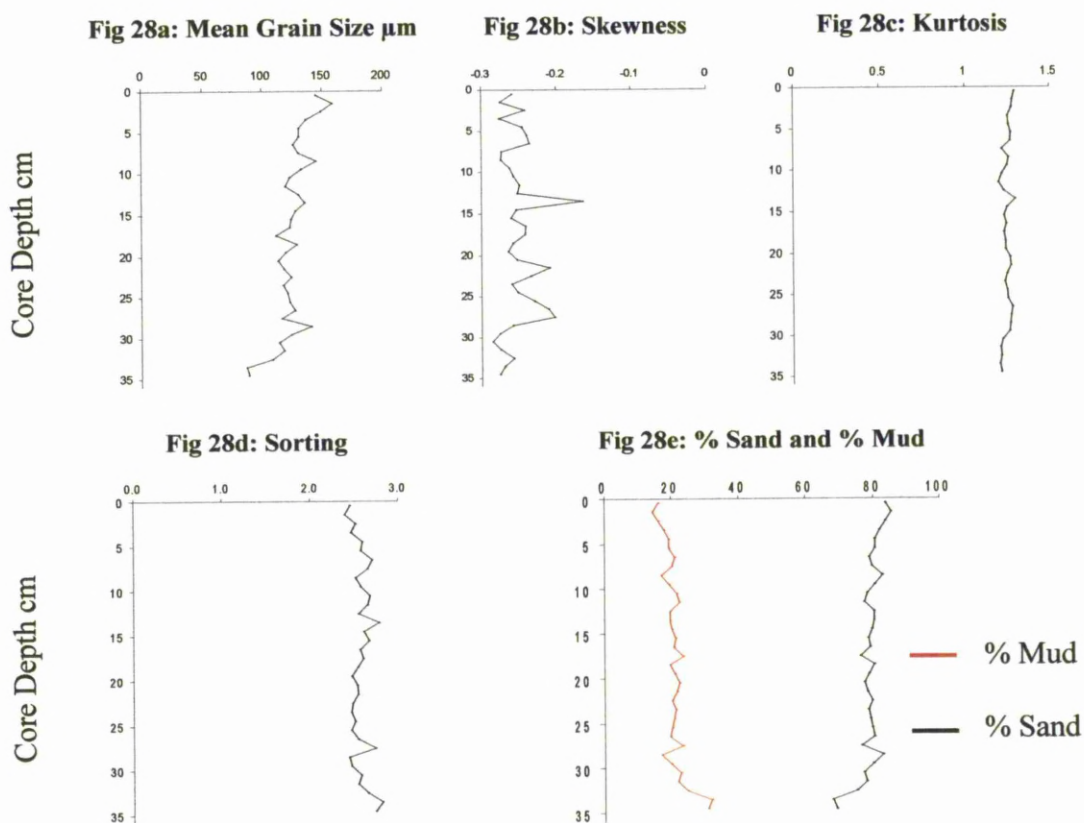 Fig 28a: Mean Grain Size µm
Fig 28b: Skewness
Fig 28c: Kurtosis
0 50 100 150 200
-0.3 -0.2 -0.1 0
0 0.5 1 1.5
Core Depth cm
0
5
10
15
20
25
30
35
0
5
10
15
20
25
30
35
0
5
10
15
20
25
30
35
Fig 28d: Sorting
Fig 28e: % Sand and % Mud
0.0 1.0 2.0 3.0
0 20 40 60 80 100
Core Depth cm
0
5
10
15
20
25
30
35
0
5
10
15
20
25
30
35
% Mud
% Sand